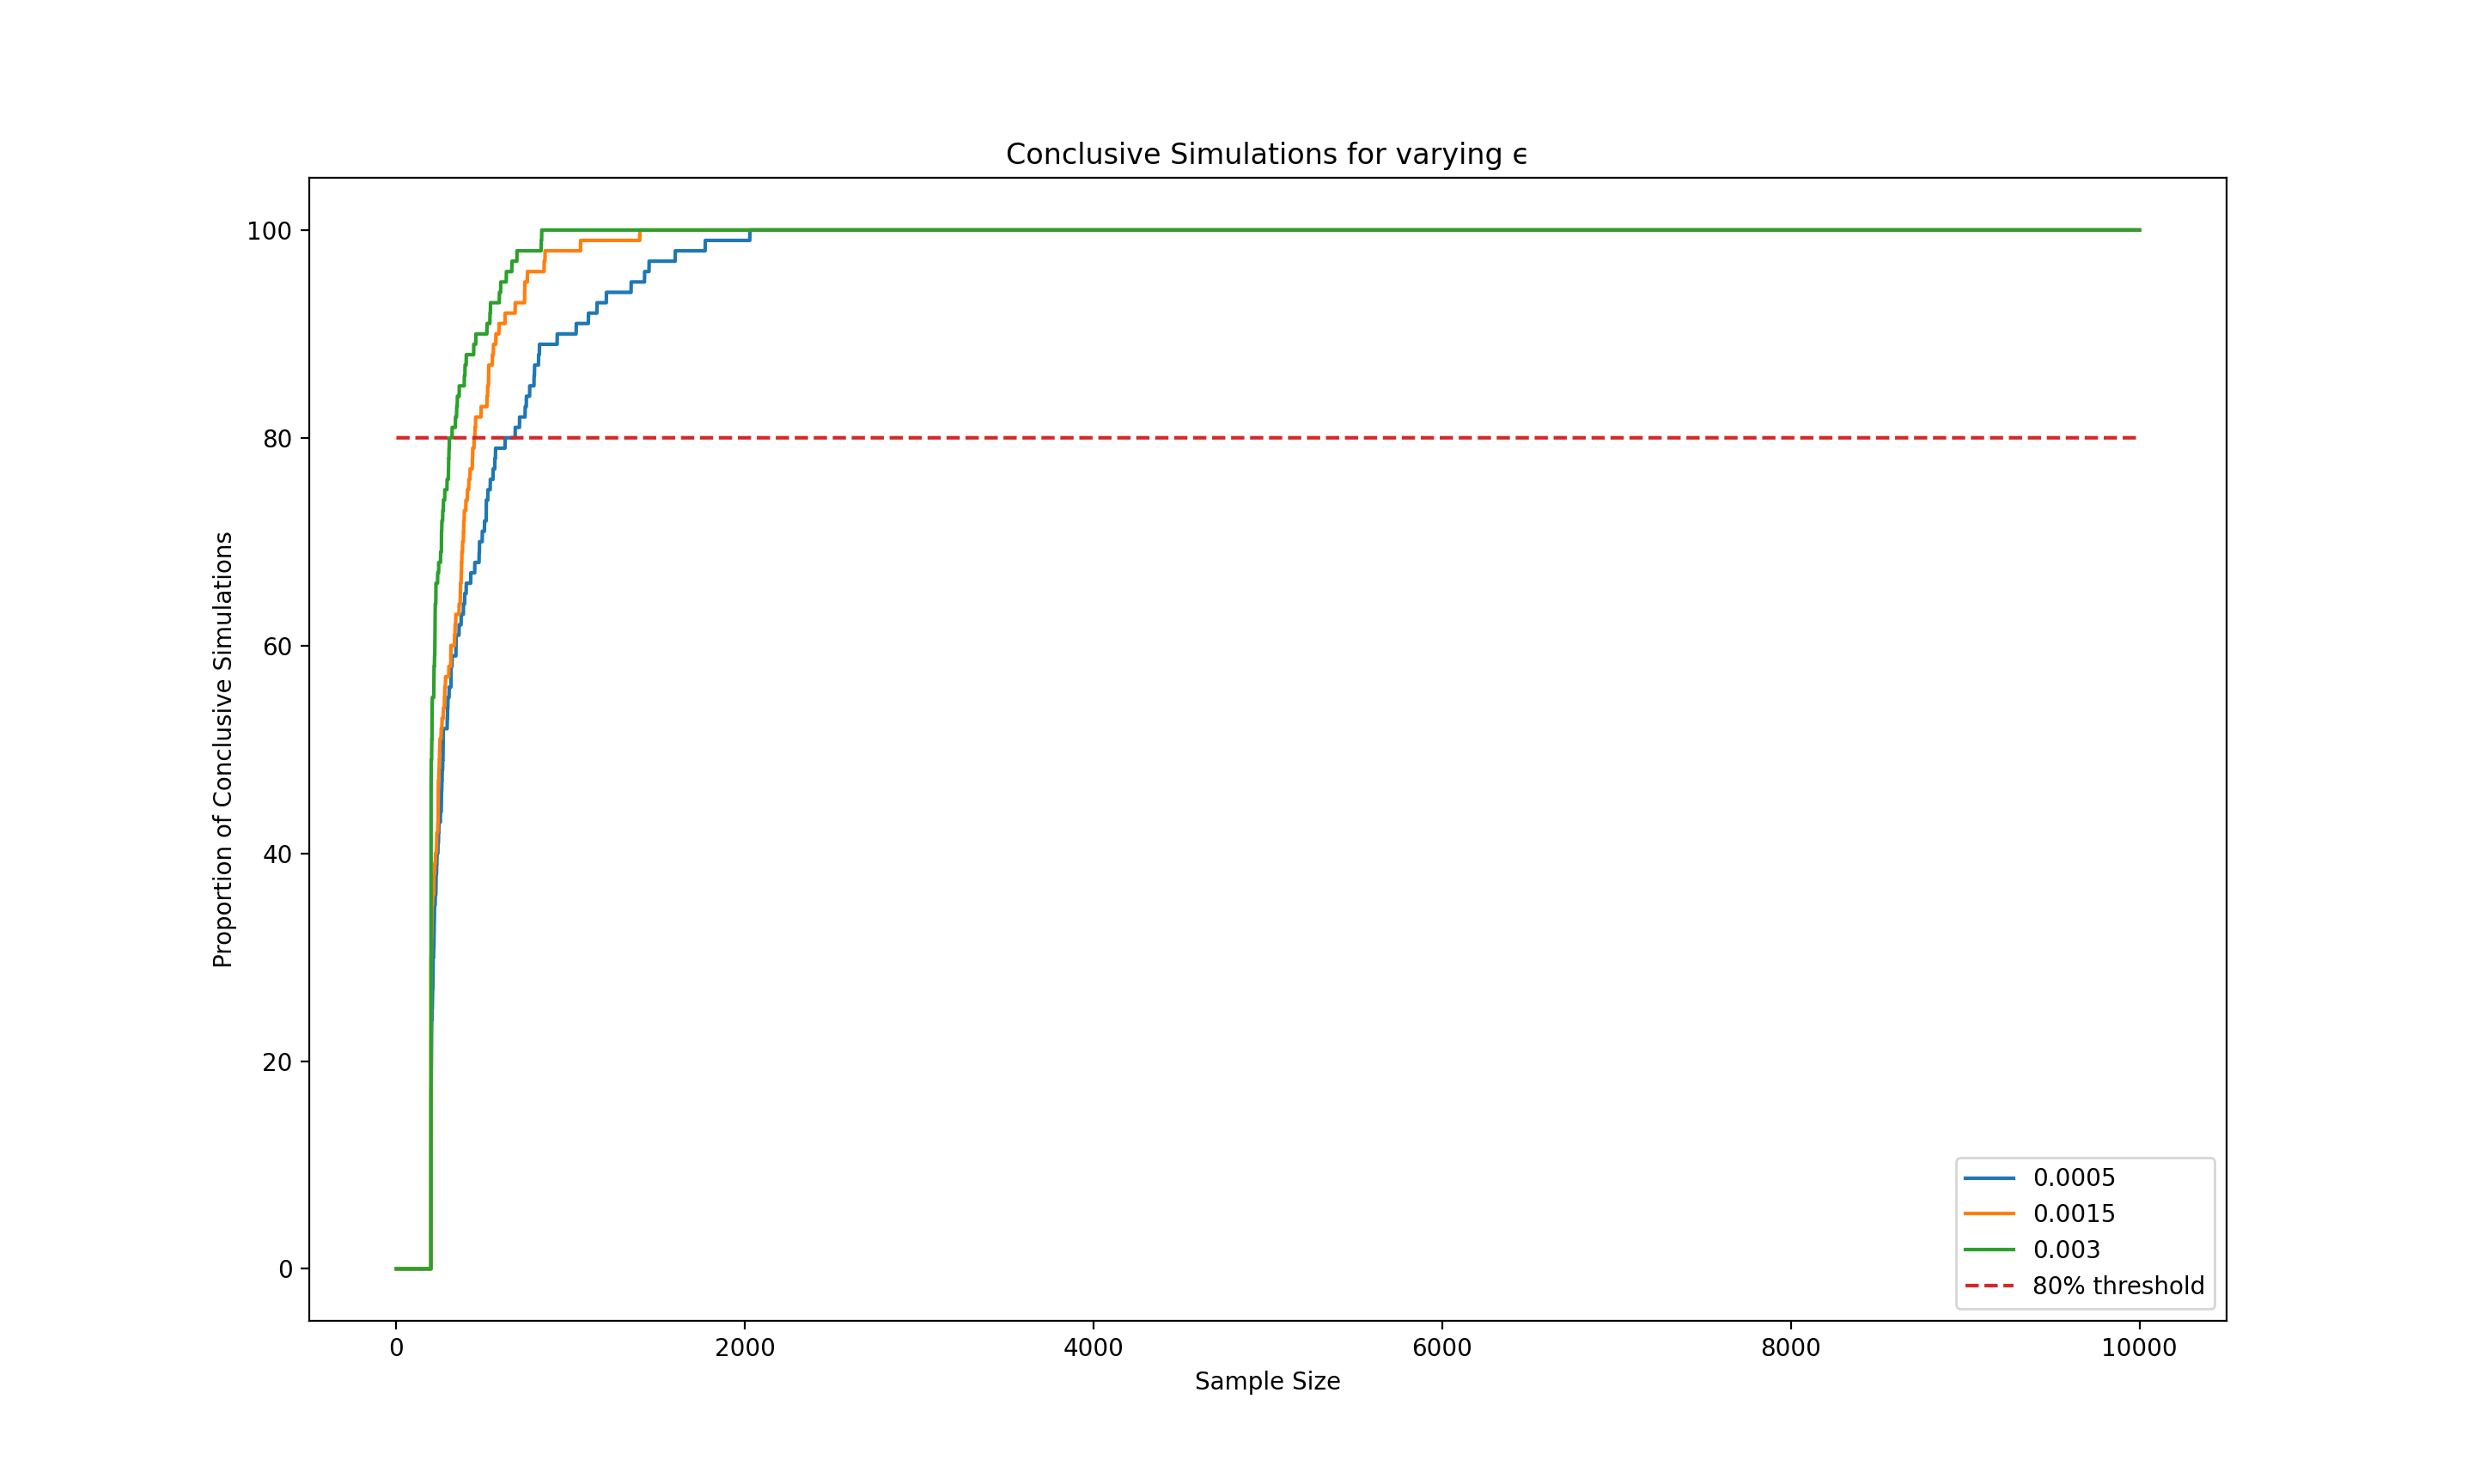 Conclusive Simulations for varying ϵ
Proportion of Conclusive Simulations
100
80
60
40
20
0
0 2000 4000 6000 8000 10000
Sample Size
0.0005
0.0015
0.003
80% threshold